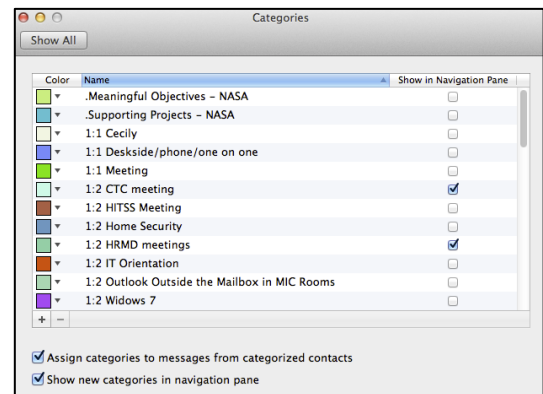 Categories
Show All
Color Name Show in Navigation Pane
.Meaningful Objectives – NASA
.Supporting Projects – NASA
1:1 Cecily
1:1 Deskside/phone/one on one
1:1 Meeting
1:2 CTC meeting
1:2 HITSS Meeting
1:2 Home Security
1:2 HRMD meetings
1:2 IT Orientation
1:2 Outlook Outside the Mailbox in MIC Rooms
1:2 Widows 7
+ −
Assign categories to messages from categorized contacts
Show new categories in navigation pane